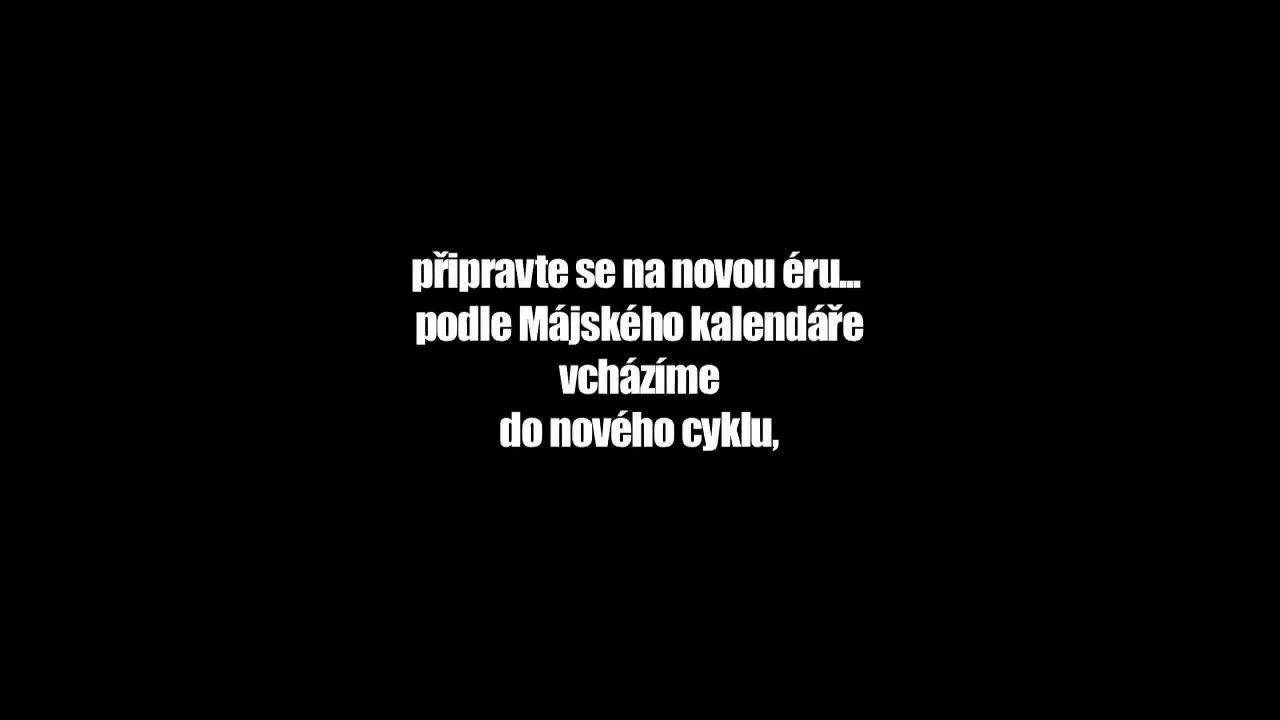 připravte se na novou éru...
podle Májského kalendáře
vcházíme
do nového cyklu,